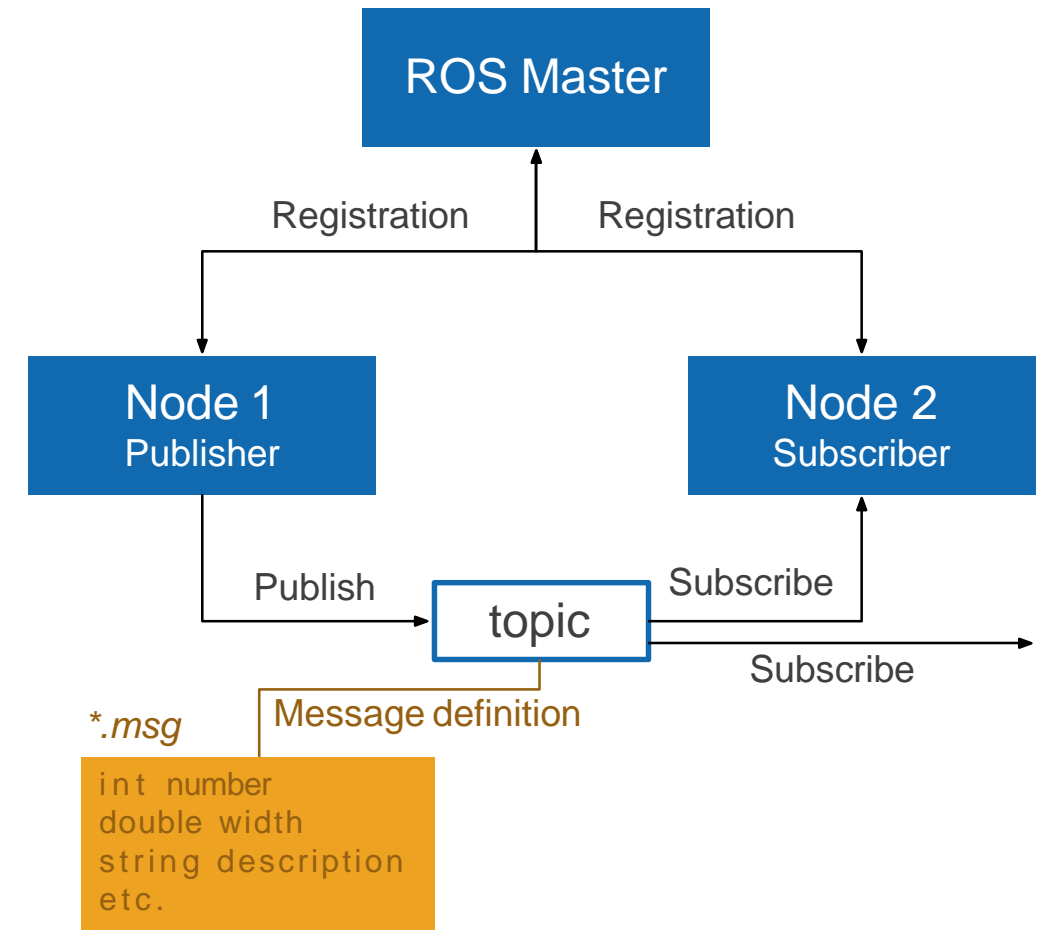 ROS Master
Registration
Registration
Node 1
Publisher
Node 2
Subscriber
Publish
topic
Subscribe
Subscribe
Message definition
*.msg
int number
double width
string description
etc.